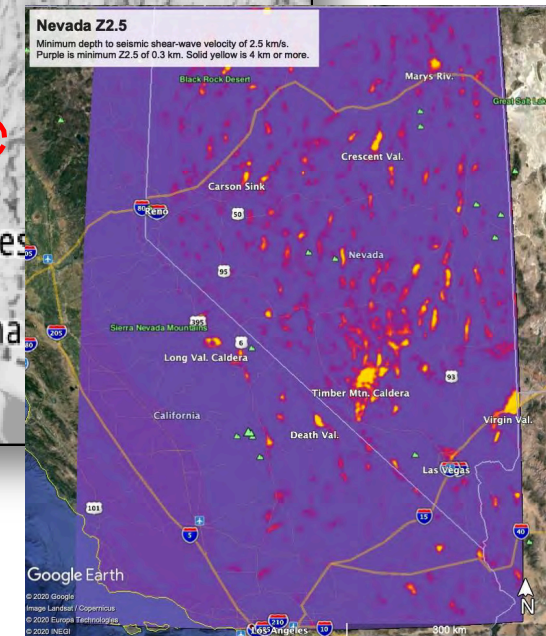 Nevada Z2.5
Minimum depth to seismic shear-wave velocity of 2.5 km/s.
Purple is minimum Z2.5 of 0.3 km. Solid yellow is 4 km or more.
Black Rock Desert
Marys Riv.
Great Salt
Crescent Val.
Carson Sink
80
Reno
50
es
Nevada
95
395
Sierra Nevada Mountains
205
6
Long Val. Caldera
93
Timber Mtn. Caldera
California
Virgin Val.
Death Val.
Las Vegas
101
15
5
40
Google Earth
© 2020 Google
Image Landsat / Copernicus
© 2020 Europa Technologies
© 2020 INEGI
210
Los Angeles
10
300 km
N